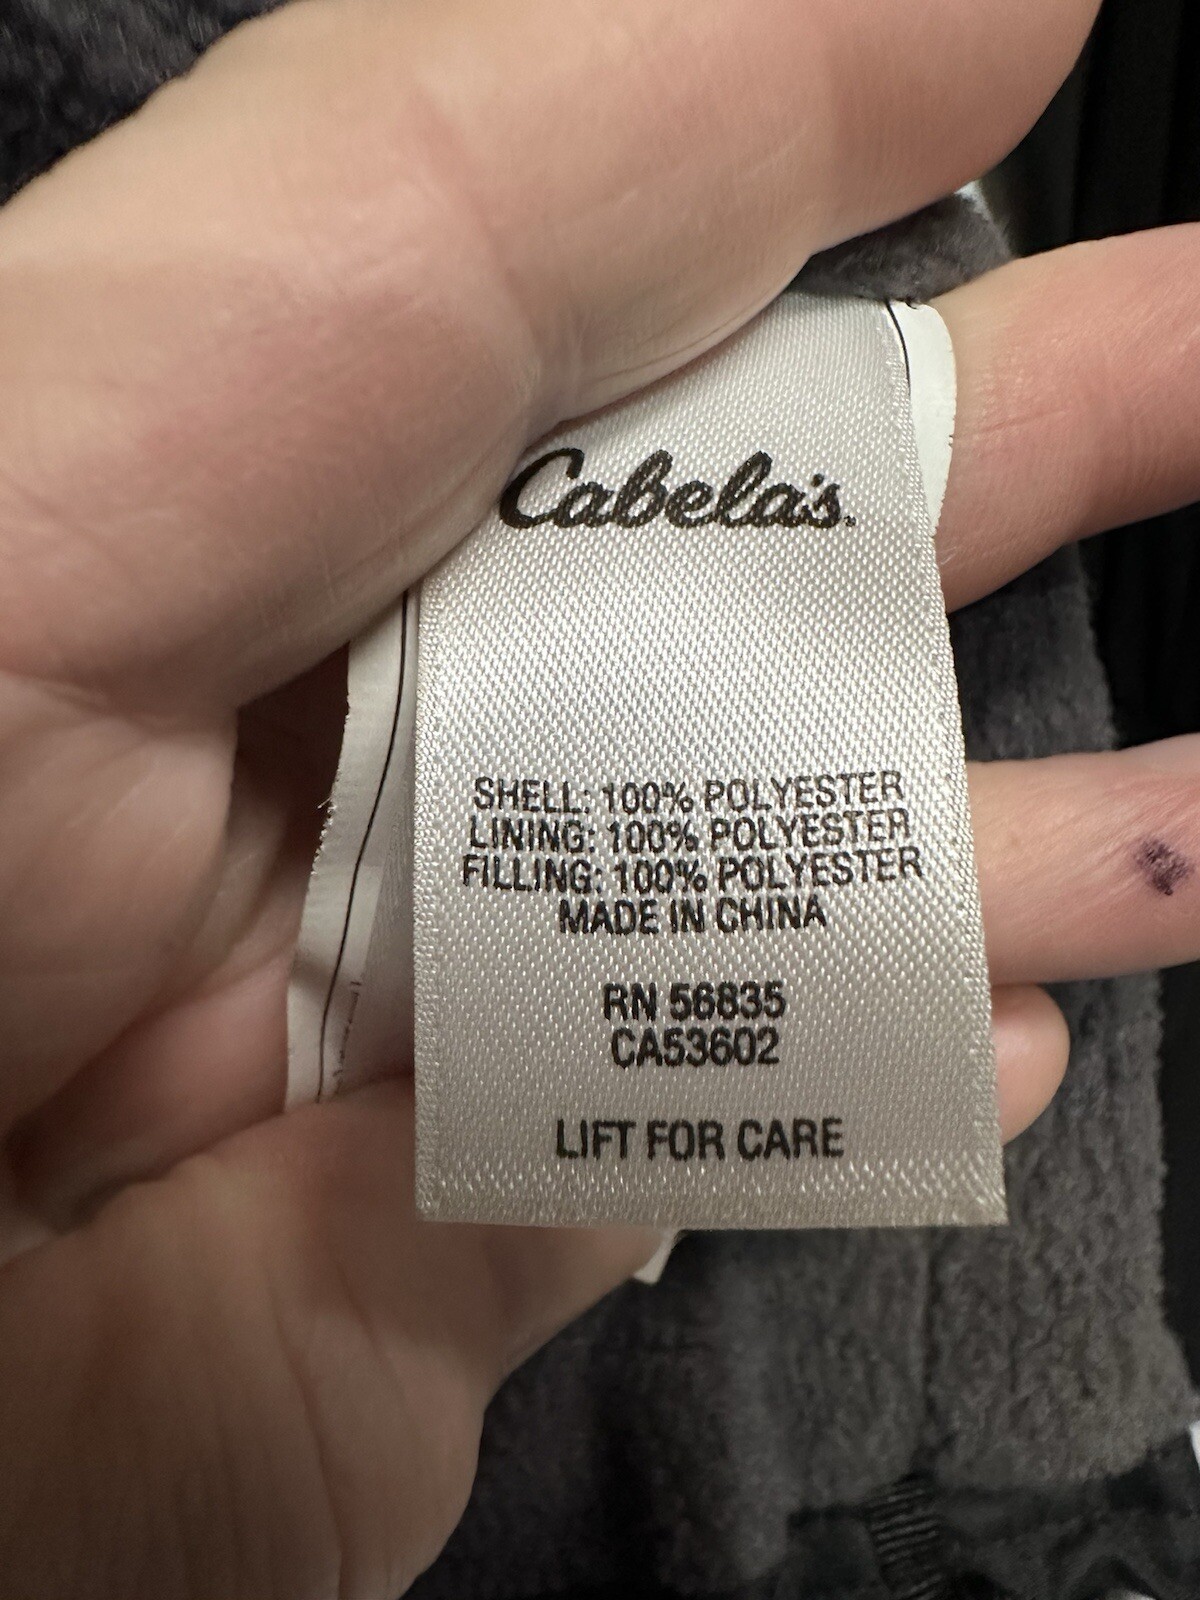 Cabela's.
SHELL: 100% POLYESTER
LINING: 100% POLYESTER
FILLING: 100% POLYESTER
MADE IN CHINA
RN 56835
CA53602
LIFT FOR CARE